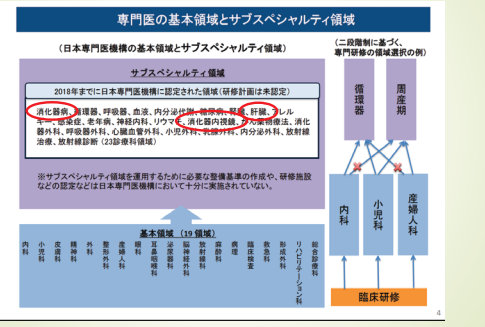 専門医の基本領域とサブスペシャルティ領域
(日本専門医機構の基本領域とサブスペシャルティ領域)
サブスペシャルティ領域
2018年までに日本専門医機構に認定された領域(研修計画は未認定)
消化器病、循環器、呼吸器、血液、内分泌代謝、糖尿病、腎臓、肝臓、アレル
ギー、感染症、老年病、神経内科、リウマチ、消化器内視鏡、がん薬物療法、消化
器外科、呼吸器外科、心臓血管外科、小児外科、乳腺外科、内分泌外科、放射線
治療、放射線診断(23診療科領域)
※サブスペシャルティ領域を運用するために必要な整備基準の作成や、研修施設
などの認定などは日本専門医機構において十分に実施されていない。
基本領域(19領域)
内科
小児科
皮膚科
精神科
外科
整形外科
産婦人科
眼科
耳鼻咽喉科
泌尿器科
脳神経外科
放射線科
麻酔科
病理
臨床検査
救急科
形成外科
リハビリテーション科
総合診療科
(二段階制に基づく、
専門研修の領域選択の例)
循環器
周産期
内科
小児科
産婦人科
臨床研修
4